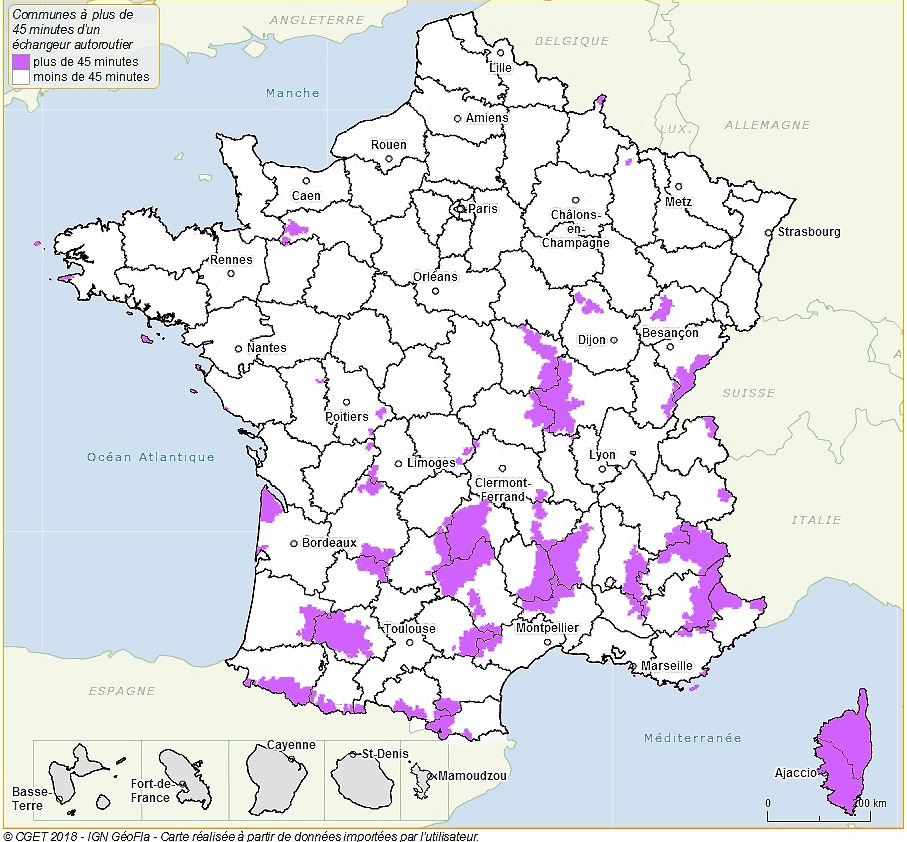 Communes à plus de
45 minutes d'un
échangeur autoroutier
plus de 45 minutes
moins de 45 minutes
ANGLETERRE
BELGIQUE
Lille
Manche
Amiens
LUX.
ALLEMAGNE
Rouen
Caen
Paris
Châlons-
en-
Champagne
Metz
Strasbourg
Rennes
Orléans
Dijon
Besançon
Nantes
SUISSE
Poitiers
Océan Atlantique
Limoges
Lyon
Clermont-
Ferrand
ITALIE
Bordeaux
Toulouse
Montpellier
Marseille
ESPAGNE
Méditerranée
Ajaccio
Basse-
Terre
Fort-de-
France
Cayenne
St-Denis
Mamoudzou
0
200 km
© CGET 2018 - IGN GéoFla - Carte réalisée à partir de données importées par l'utilisateur.